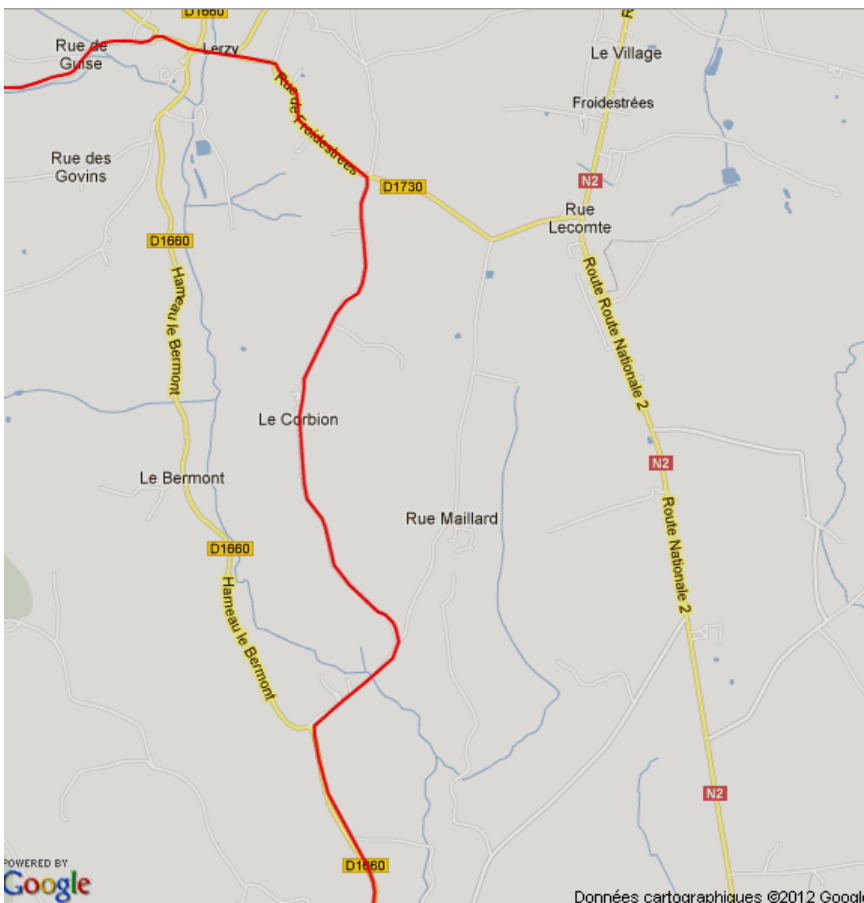 D1660
Rue de
Guise
Lerzy
Le Village
Rue de Froidestrées
Froidestrées
Rue des
Govins
N2
D1730
Rue
Lecomte
D1660
Hameau le Bermont
Route Route Nationale 2
Le Corbion
N2
Le Bermont
Rue Maillard
Route Nationale 2
D1660
Hameau le Bermont
N2
D1660
POWERED BY
Google
Données cartographiques ©2012 Google